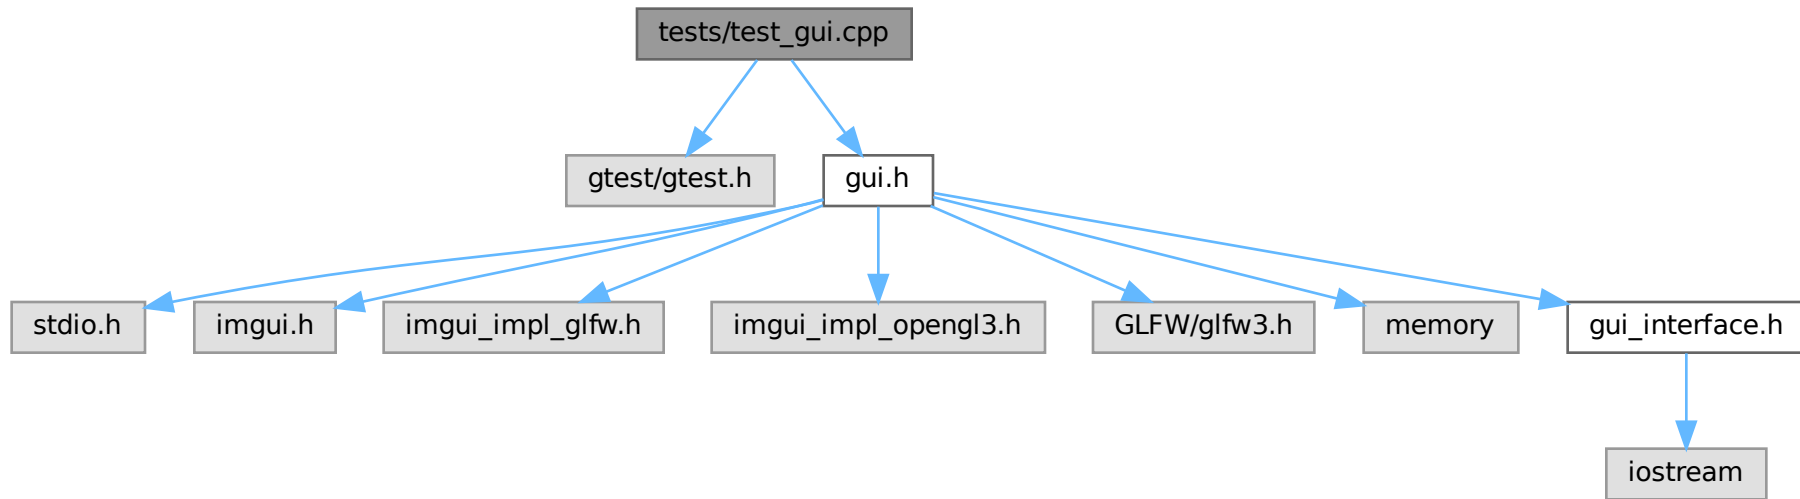 tests/test_gui.cpp
gtest/gtest.h
gui.h
stdio.h
imgui.h
imgui_impl_glfw.h
imgui_impl_opengl3.h
GLFW/glfw3.h
memory
gui_interface.h
iostream